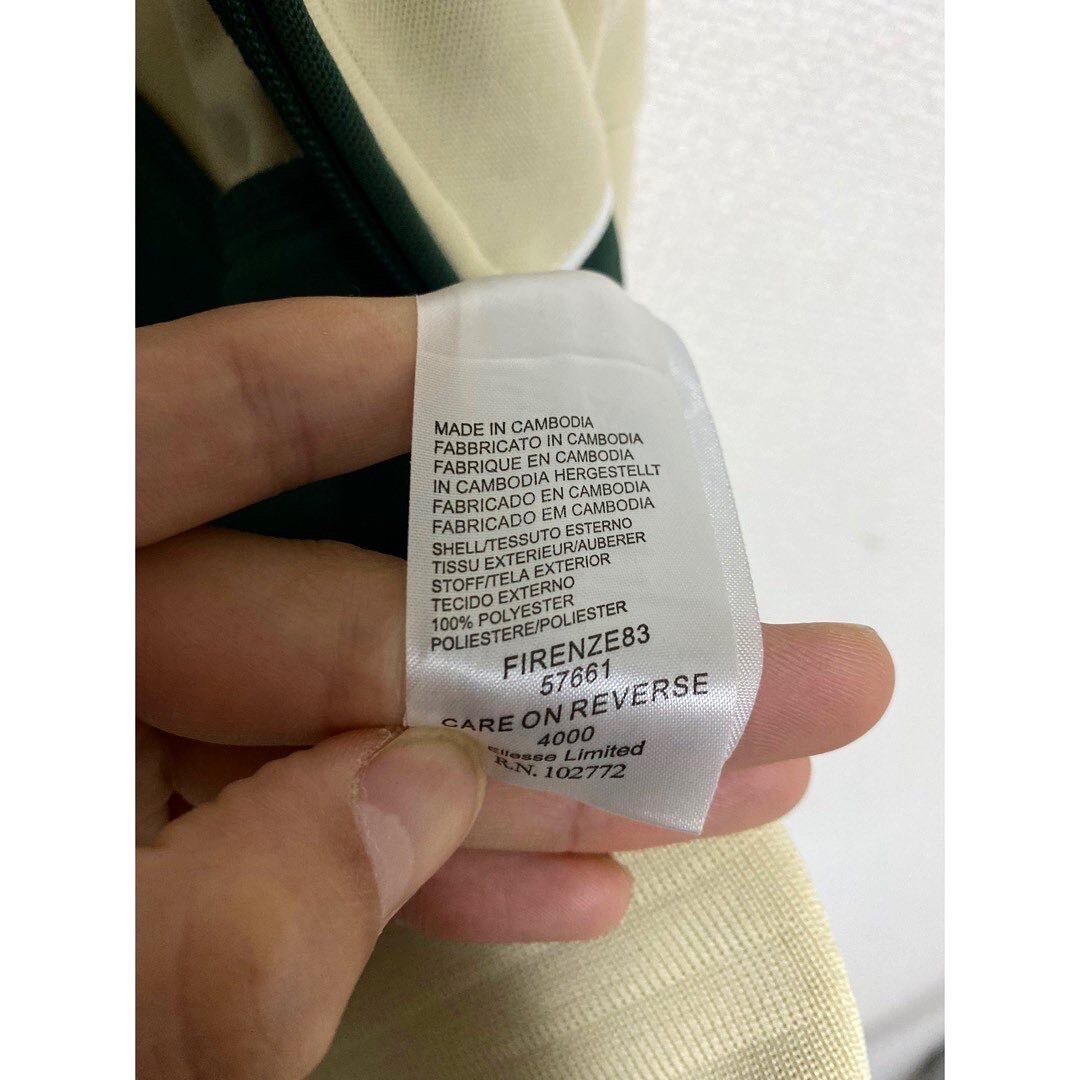 MADE IN CAMBODIA
FABBRICATO IN CAMBODIA
FABRIQUE EN CAMBODIA
IN CAMBODIA HERGESTELLT
FABRICADO EN CAMBODIA
FABRICADO EM CAMBODIA
SHELL/TESSUTO ESTERNO
TISSU EXTERIEUR/AUBERER
STOFF/TELA EXTERIOR
TECIDO EXTERNO
100% POLYESTER
POLIESTERE/POLIESTER
FIRENZE83
57661
CARE ON REVERSE
4000
Ellesse Limited
R.N. 102772